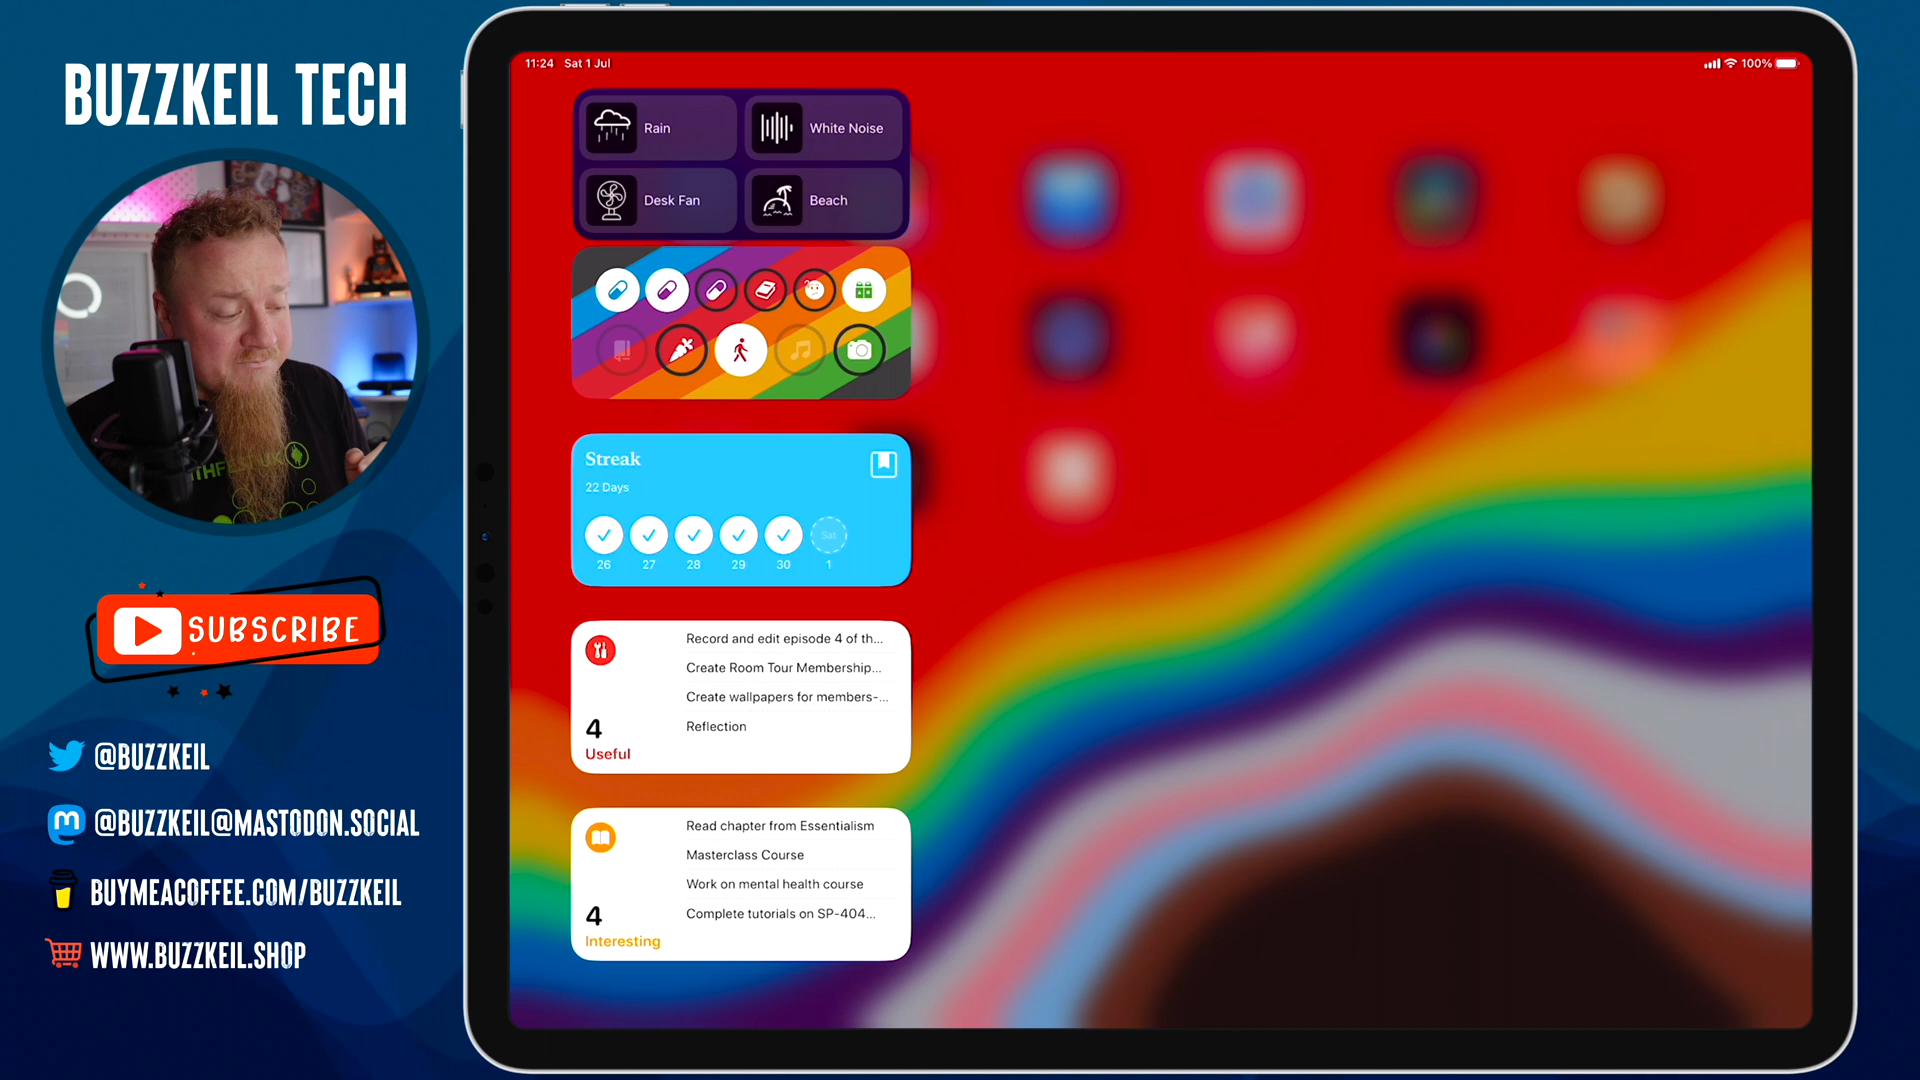 BUZZKEIL TECH
SUBSCRIBE
@BUZZKEIL
@BUZZKEIL@MASTODON.SOCIAL
BUYMEACOFFEE.COM/BUZZKEIL
WWW.BUZZKEIL.SHOP
11:24 Sat 1 Jul
100%
Rain
White Noise
Desk Fan
Beach
Streak
22 Days
Sat
26 27 28 29 30 1
Record and edit episode 4 of th...
Create Room Tour Membership...
Create wallpapers for members-...
Reflection
4
Useful
Read chapter from Essentialism
Masterclass Course
Work on mental health course
Complete tutorials on SP-404...
4
Interesting